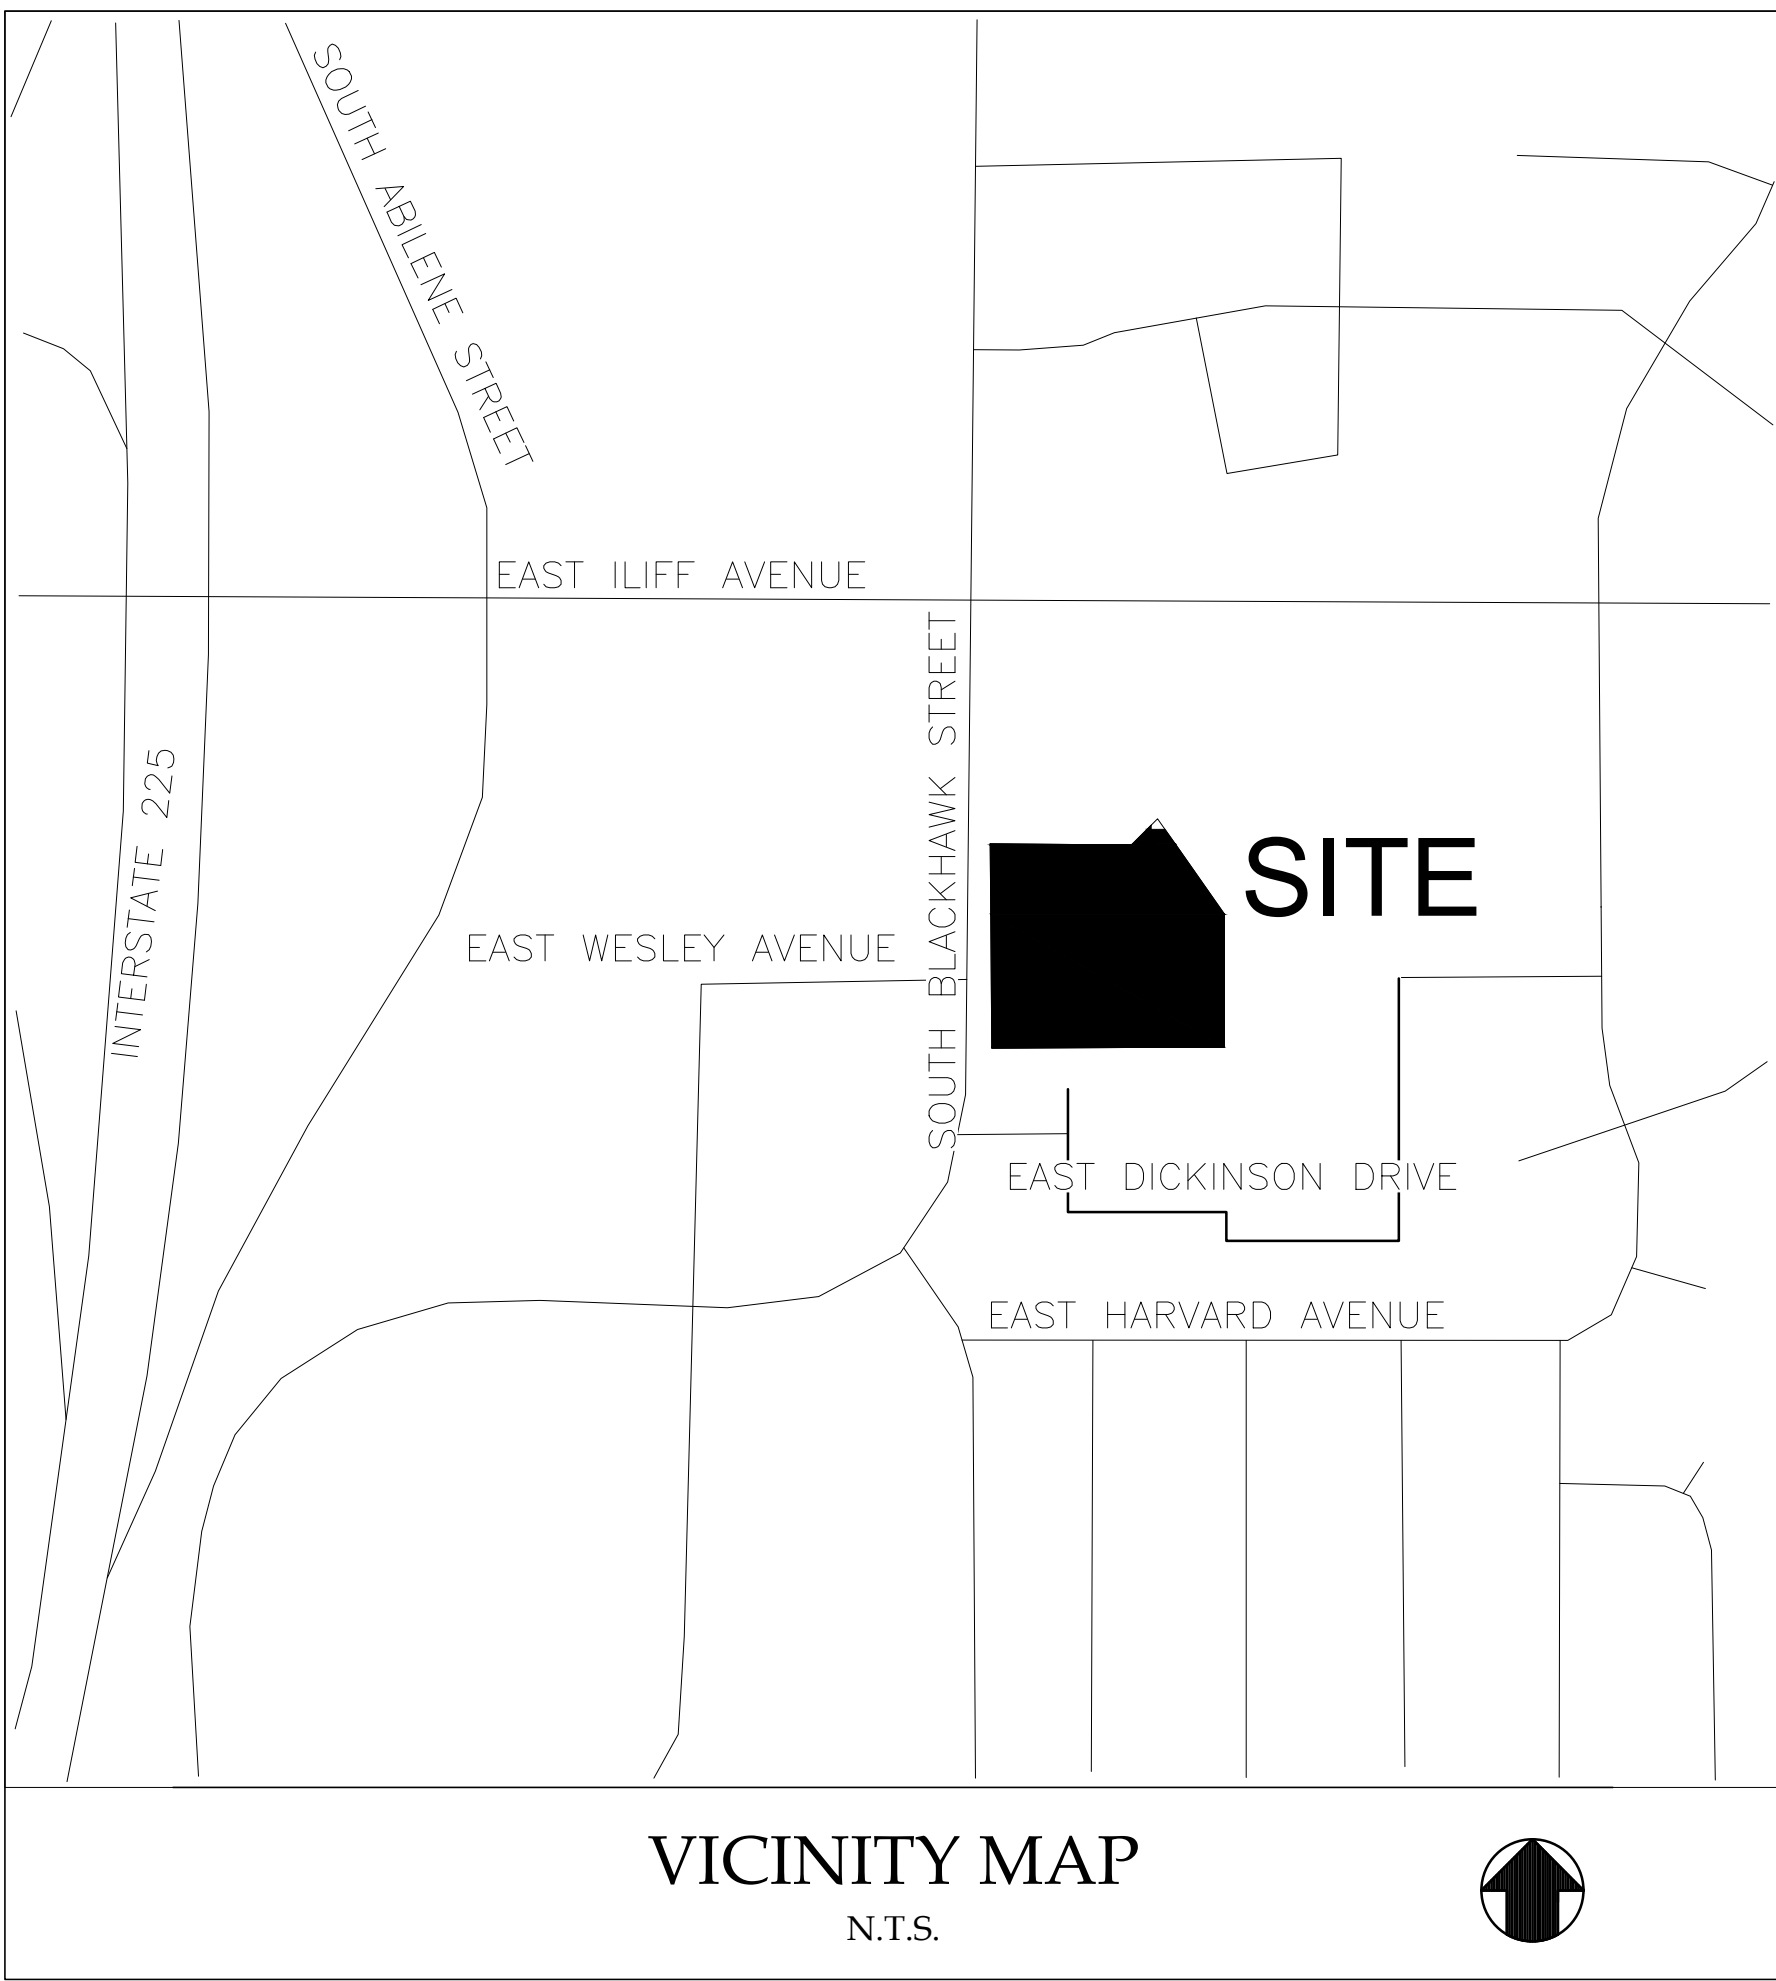 SOUTH ABILENE STREET
EAST ILIFF AVENUE
SOUTH BLACKHAWK STREET
INTERSTATE 225
SITE
EAST WESLEY AVENUE
EAST DICKINSON DRIVE
EAST HARVARD AVENUE
VICINITY MAP
N.T.S.